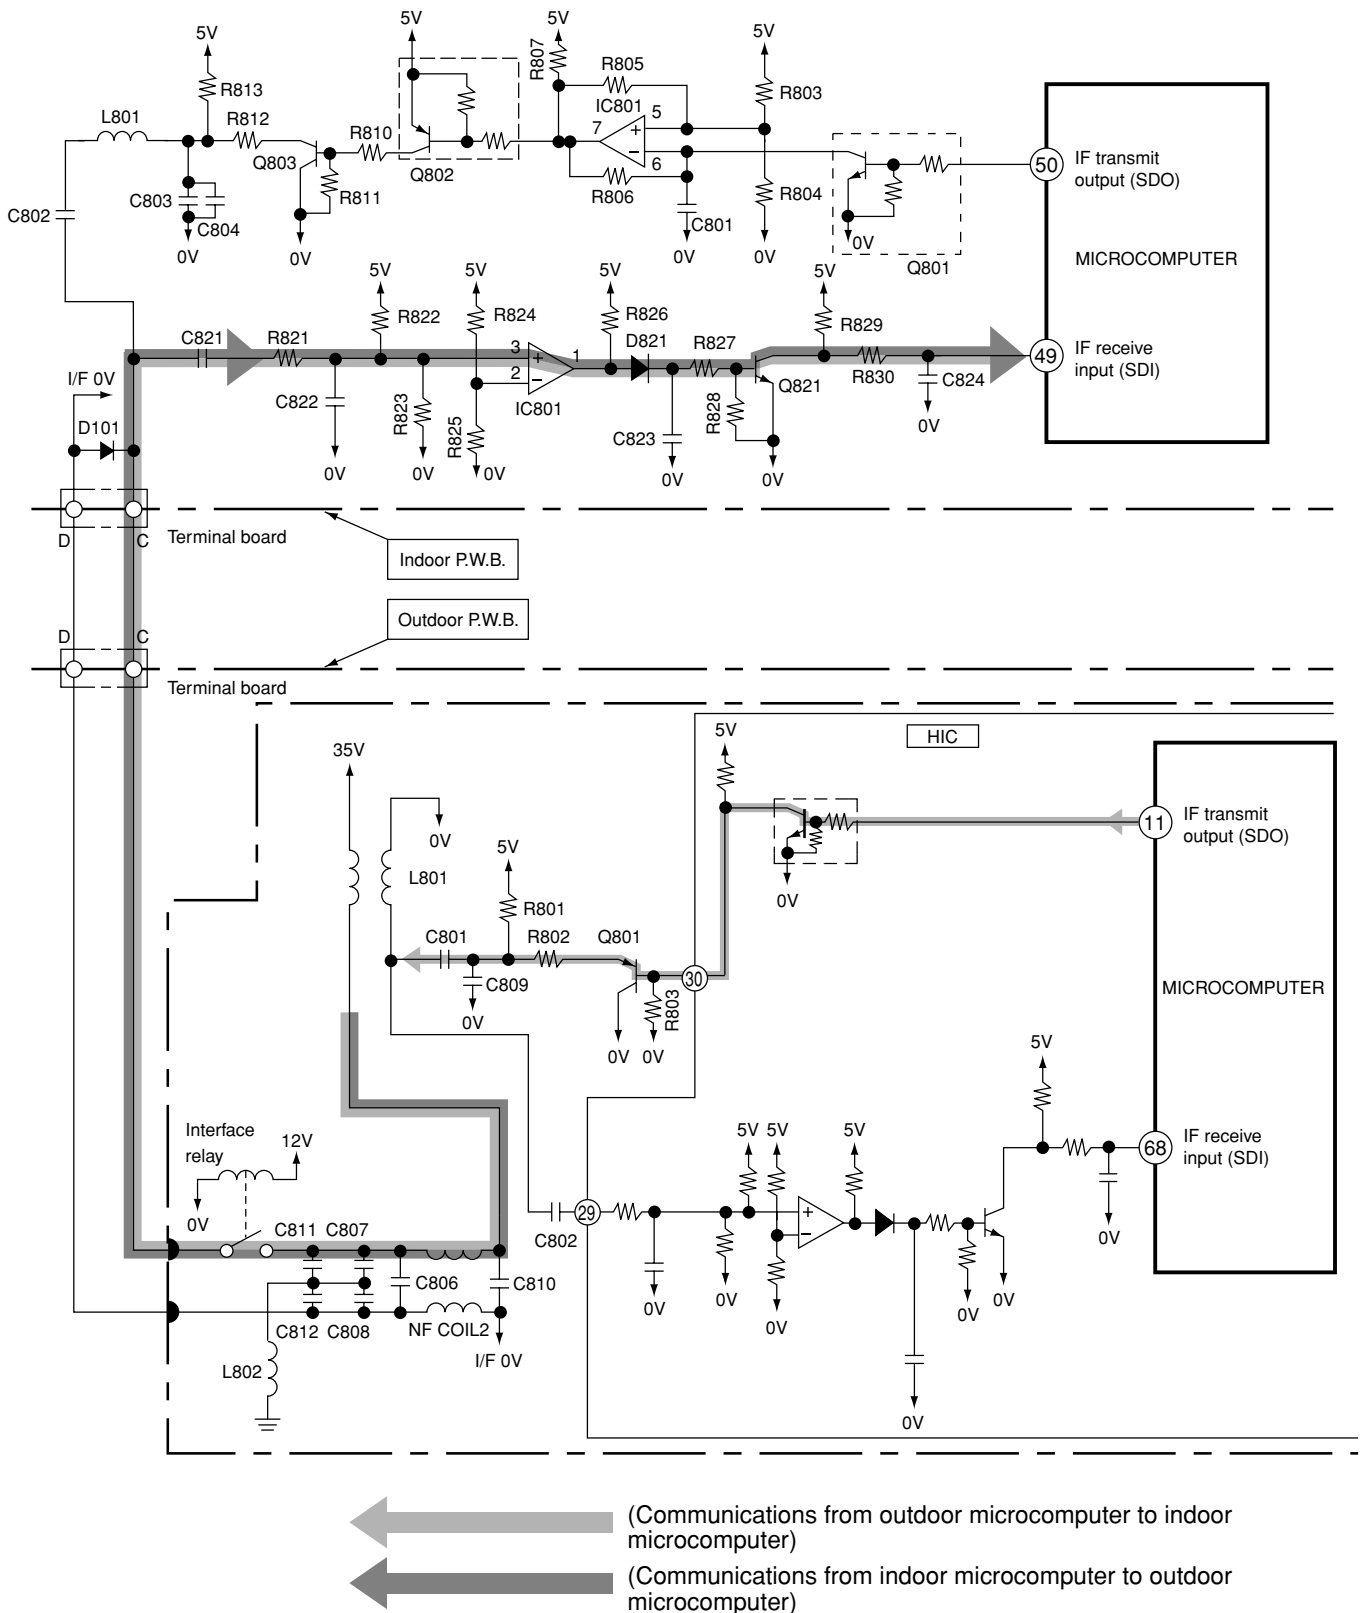 5V
5V
5V
5V
R807
R805
R813
IC801
R803
L801
R812
R810
7
5
6
Q803
Q802
50
IF transmit
output (SDO)
R811
R806
R804
C803
C804
C802
C801
0V
0V
0V
0V
0V
Q801
MICROCOMPUTER
5V
5V
5V
5V
C821
R821
R822
R824
R826
D821
R827
R829
3
2
1
49
IF receive
input (SDI)
I/F 0V
R830
C824
Q821
C822
R823
R825
IC801
R828
C823
D101
0V
0V
0V
0V
0V
0V
0V
D
C
Terminal board
Indoor P.W.B.
Outdoor P.W.B.
D
C
Terminal board
35V
5V
HIC
11
IF transmit
output (SDO)
0V
5V
L801
0V
R801
C801
R802
Q801
30
C809
R803
MICROCOMPUTER
0V
0V
0V
5V
Interface
relay
12V
5V
5V
5V
68
IF receive
input (SDI)
0V
29
C802
C811
C807
C806
C810
0V
0V
0V
0V
0V
0V
C812
C808
NF COIL2
I/F 0V
L802
0V
(Communications from outdoor microcomputer to indoor
microcomputer)
(Communications from indoor microcomputer to outdoor
microcomputer)